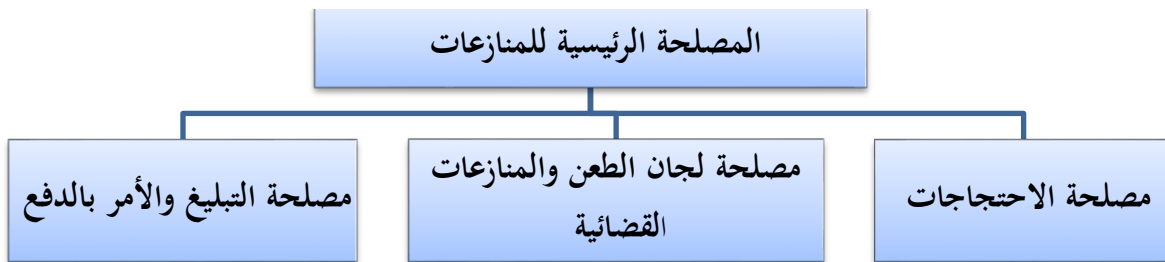 المصلحة الرئيسية للمنازعات
مصلحة الاحتجاجات
مصلحة لجان الطعن والمنازعات
القضائية
مصلحة التبليغ والأمر بالدفع